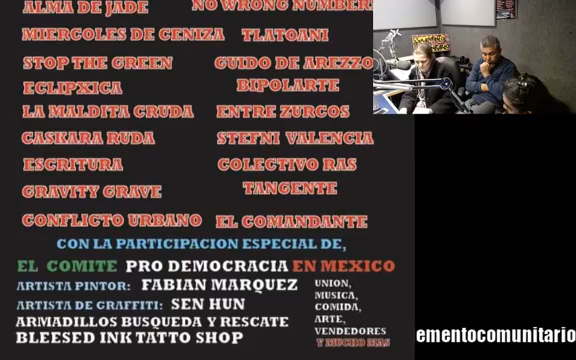 ALMA DE JADE
NO WRONG NUMBERS
MIERCOLES DE CENIZA
TLATOANI
STOP THE GREEN
GUIDO DE AREZZO
ECLIPXICA
BIPOLARTE
LA MALDITA CRUDA
ENTRE ZURCOS
CASKARA RUDA
STEFNI VALENCIA
ESCRITURA
COLECTIVO RAS
GRAVITY GRAVE
TANGENTE
CONFLICTO URBANO
EL COMANDANTE
CON LA PARTICIPACION ESPECIAL DE,
EL COMITE PRO DEMOCRACIA EN MEXICO
ARTISTA PINTOR: FABIAN MARQUEZ
ARTISTA DE GRAFFITI: SEN HUN
ARMADILLOS BUSQUEDA Y RESCATE
BLEESED INK TATTO SHOP
UNION,
MUSICA,
COMIDA,
ARTE,
VENDEDORES
Y MUCHO MAS
ementocomunitario